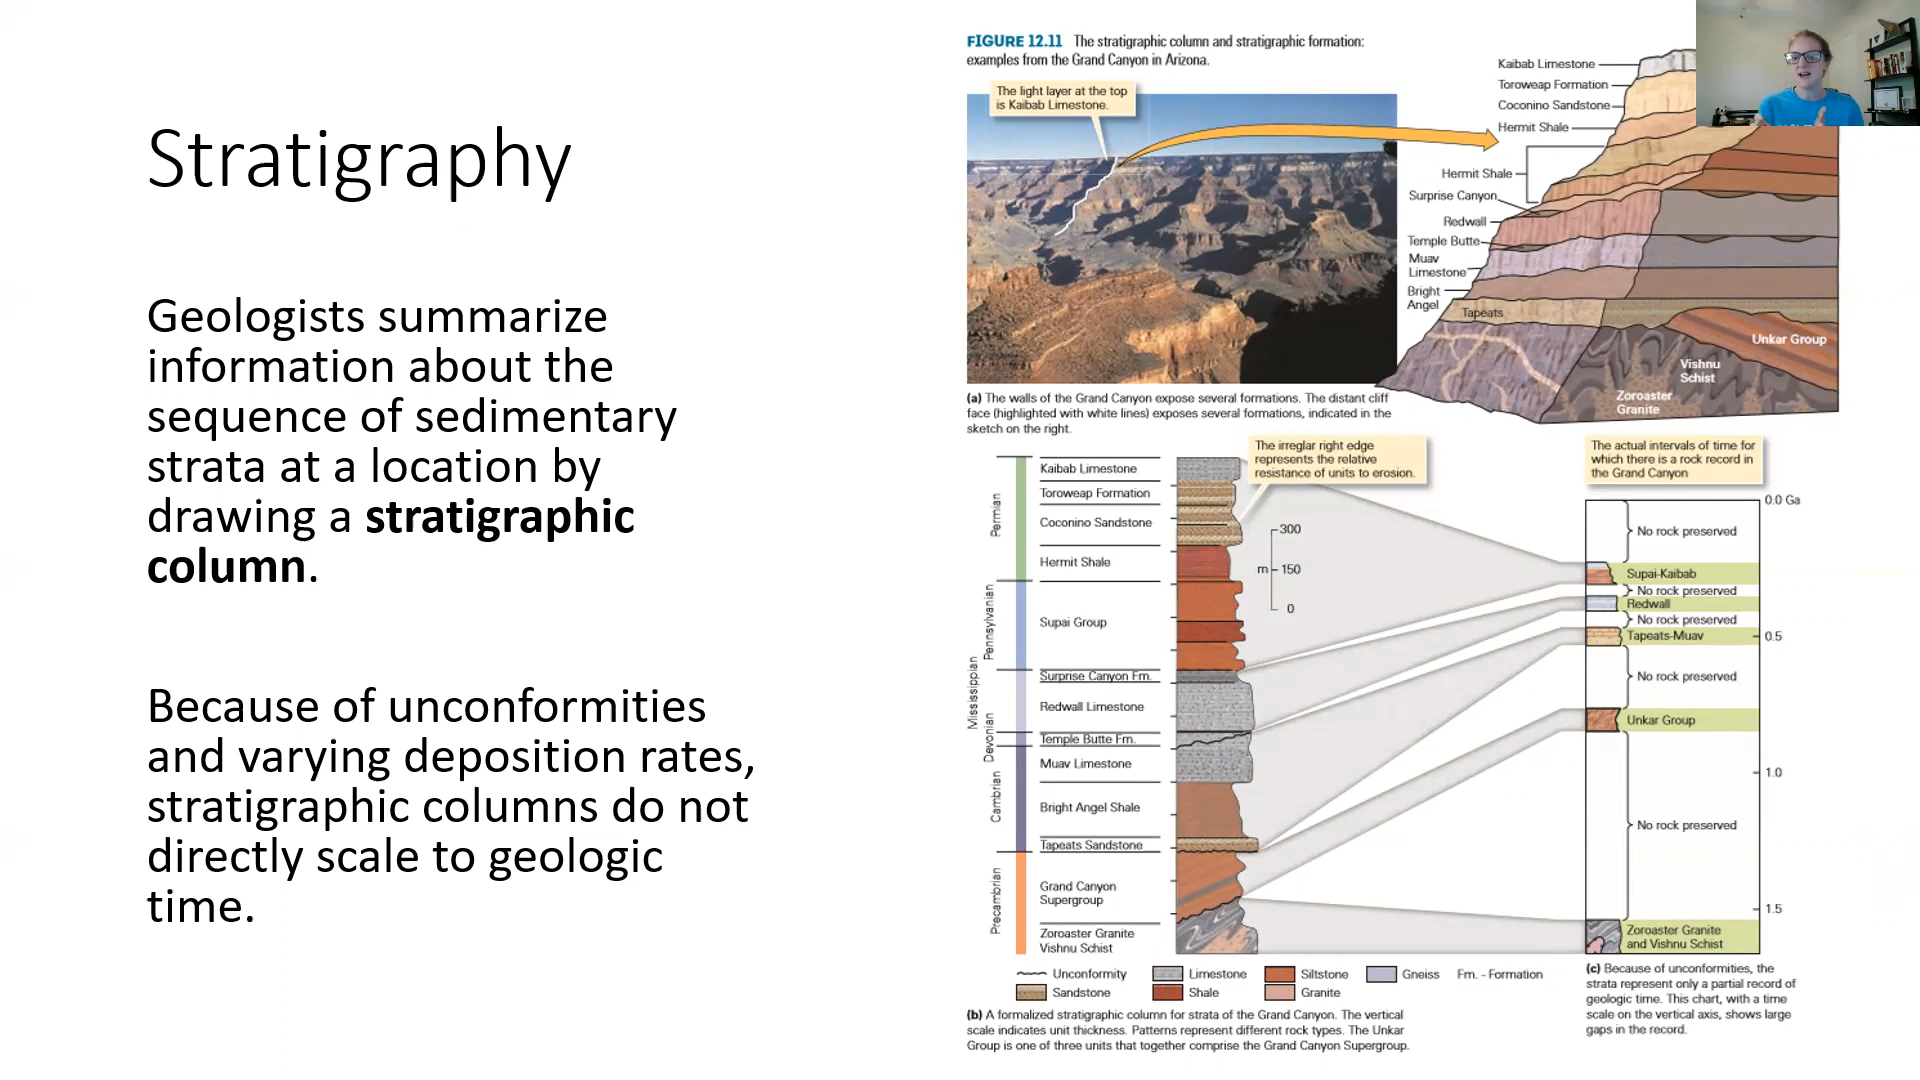 Stratigraphy
Geologists summarize
information about the
sequence of sedimentary
strata at a location by
drawing a stratigraphic
column.
Because of unconformities
and varying deposition rates,
stratigraphic columns do not
directly scale to geologic
time.
FIGURE 12.11 The stratigraphic column and stratigraphic formation:
examples from the Grand Canyon in Arizona.
The light layer at the top
is Kaibab Limestone.
Kaibab Limestone
Toroweap Formation
Coconino Sandstone
Hermit Shale
Hermit Shale
Surprise Canyon
Redwall
Temple Butte
Muav
Limestone
Bright
Angel
Tapeats
Unkar Group
Vishnu
Schist
Zoroaster
Granite
(a) The walls of the Grand Canyon expose several formations. The distant cliff
face (highlighted with white lines) exposes several formations, indicated in the
sketch on the right.
The irreglar right edge
represents the relative
resistance of units to erosion.
The actual intervals of time for
which there is a rock record in
the Grand Canyon
Permian
Pennsylvanian
Mississippian
Devonian
Cambrian
Precambrian
Kaibab Limestone
Toroweap Formation
Coconino Sandstone
Hermit Shale
Supai Group
Surprise Canyon Fm.
Redwall Limestone
Temple Butte Fm.
Muav Limestone
Bright Angel Shale
Tapeats Sandstone
Grand Canyon
Supergroup
Zoroaster Granite
Vishnu Schist
300
m 150
0
0.0 Ga
No rock preserved
Supai-Kaibab
No rock preserved
Redwall
No rock preserved
Tapeats-Muav
0.5
No rock preserved
Unkar Group
1.0
No rock preserved
1.5
Zoroaster Granite
and Vishnu Schist
Unconformity
Limestone
Siltstone
Gneiss
Fm. - Formation
Sandstone
Shale
Granite
(b) A formalized stratigraphic column for strata of the Grand Canyon. The vertical
scale indicates unit thickness. Patterns represent different rock types. The Unkar
Group is one of three units that together comprise the Grand Canyon Supergroup.
(c) Because of unconformities, the
strata represent only a partial record of
geologic time. This chart, with a time
scale on the vertical axis, shows large
gaps in the record.